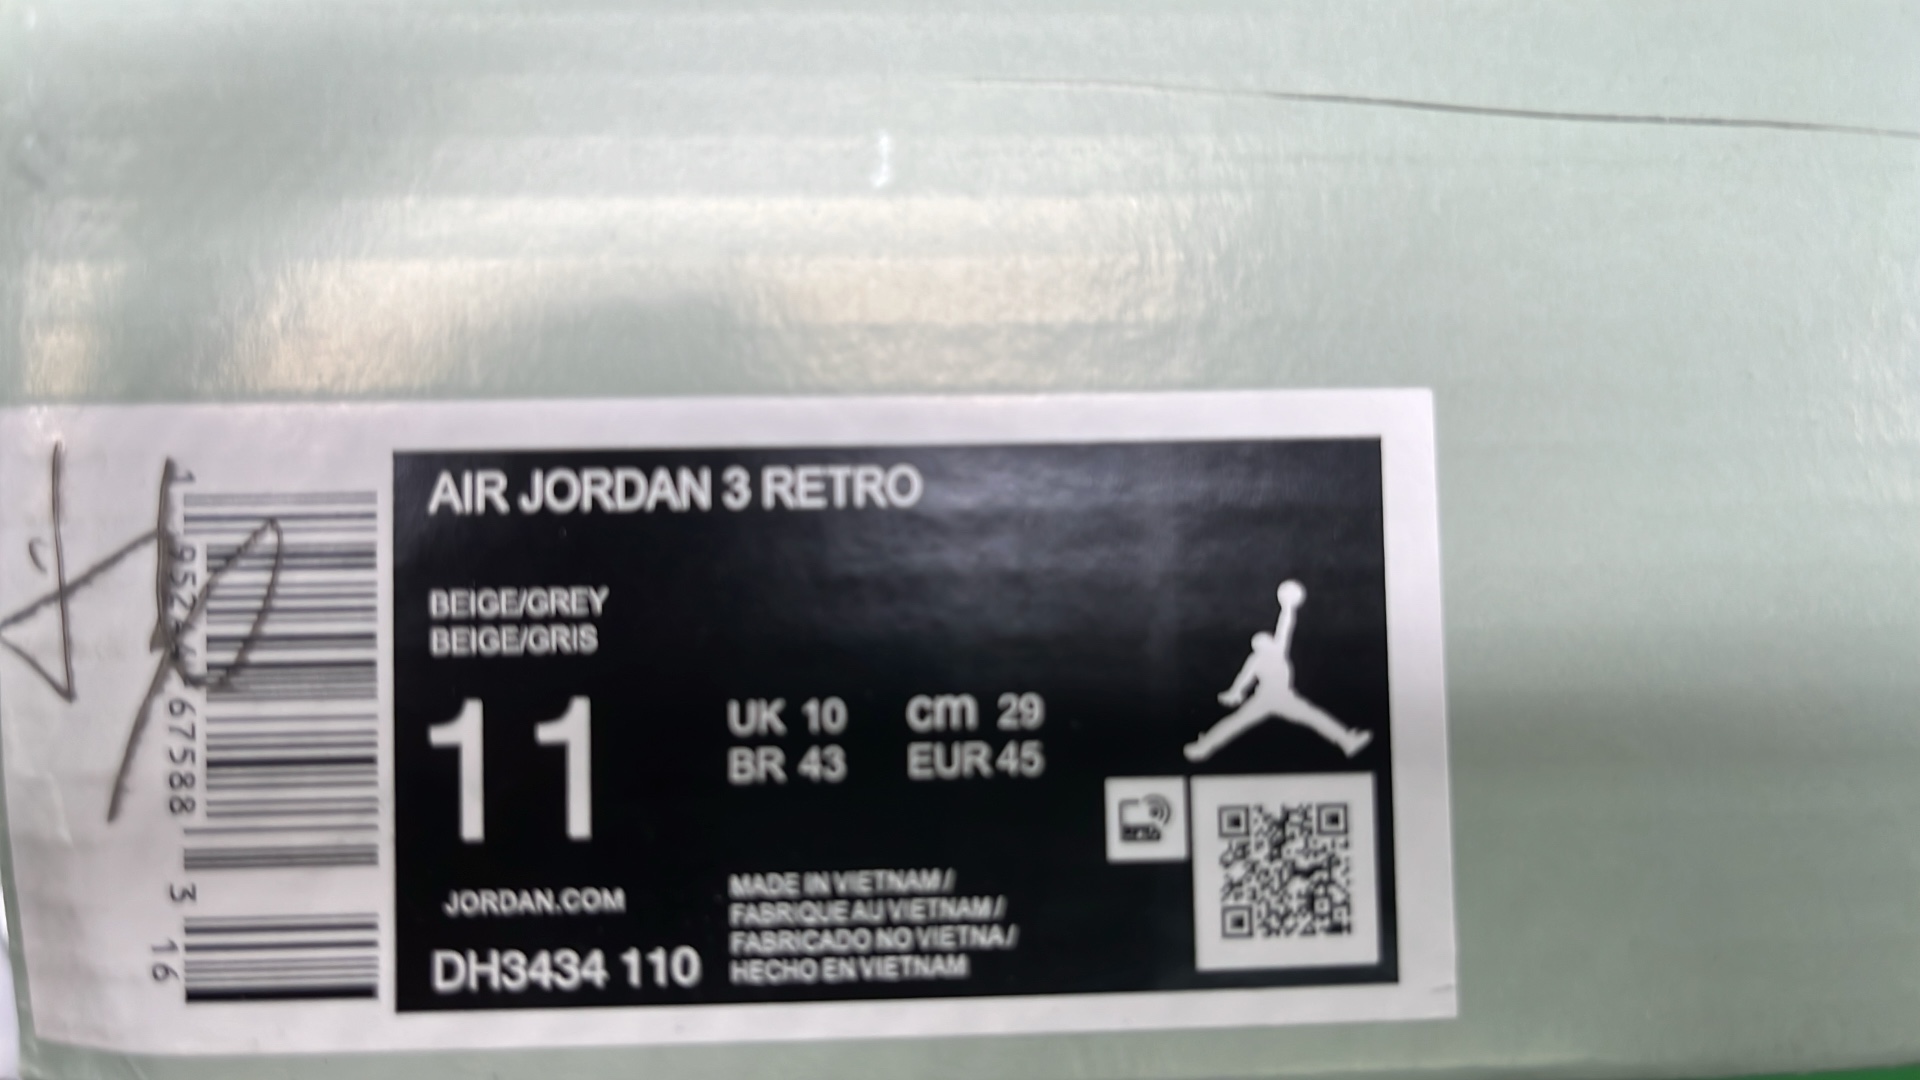 AIR JORDAN 3 RETRO
BEIGE/GREY
BEIGE/GRIS
11
UK 10 cm 29
BR 43 EUR 45
JORDAN.COM
DH3434 110
MADE IN VIETNAM /
FABRIQUE AU VIETNAM /
FABRICADO NO VIETNA /
HECHO EN VIETNAM
67588 3
16